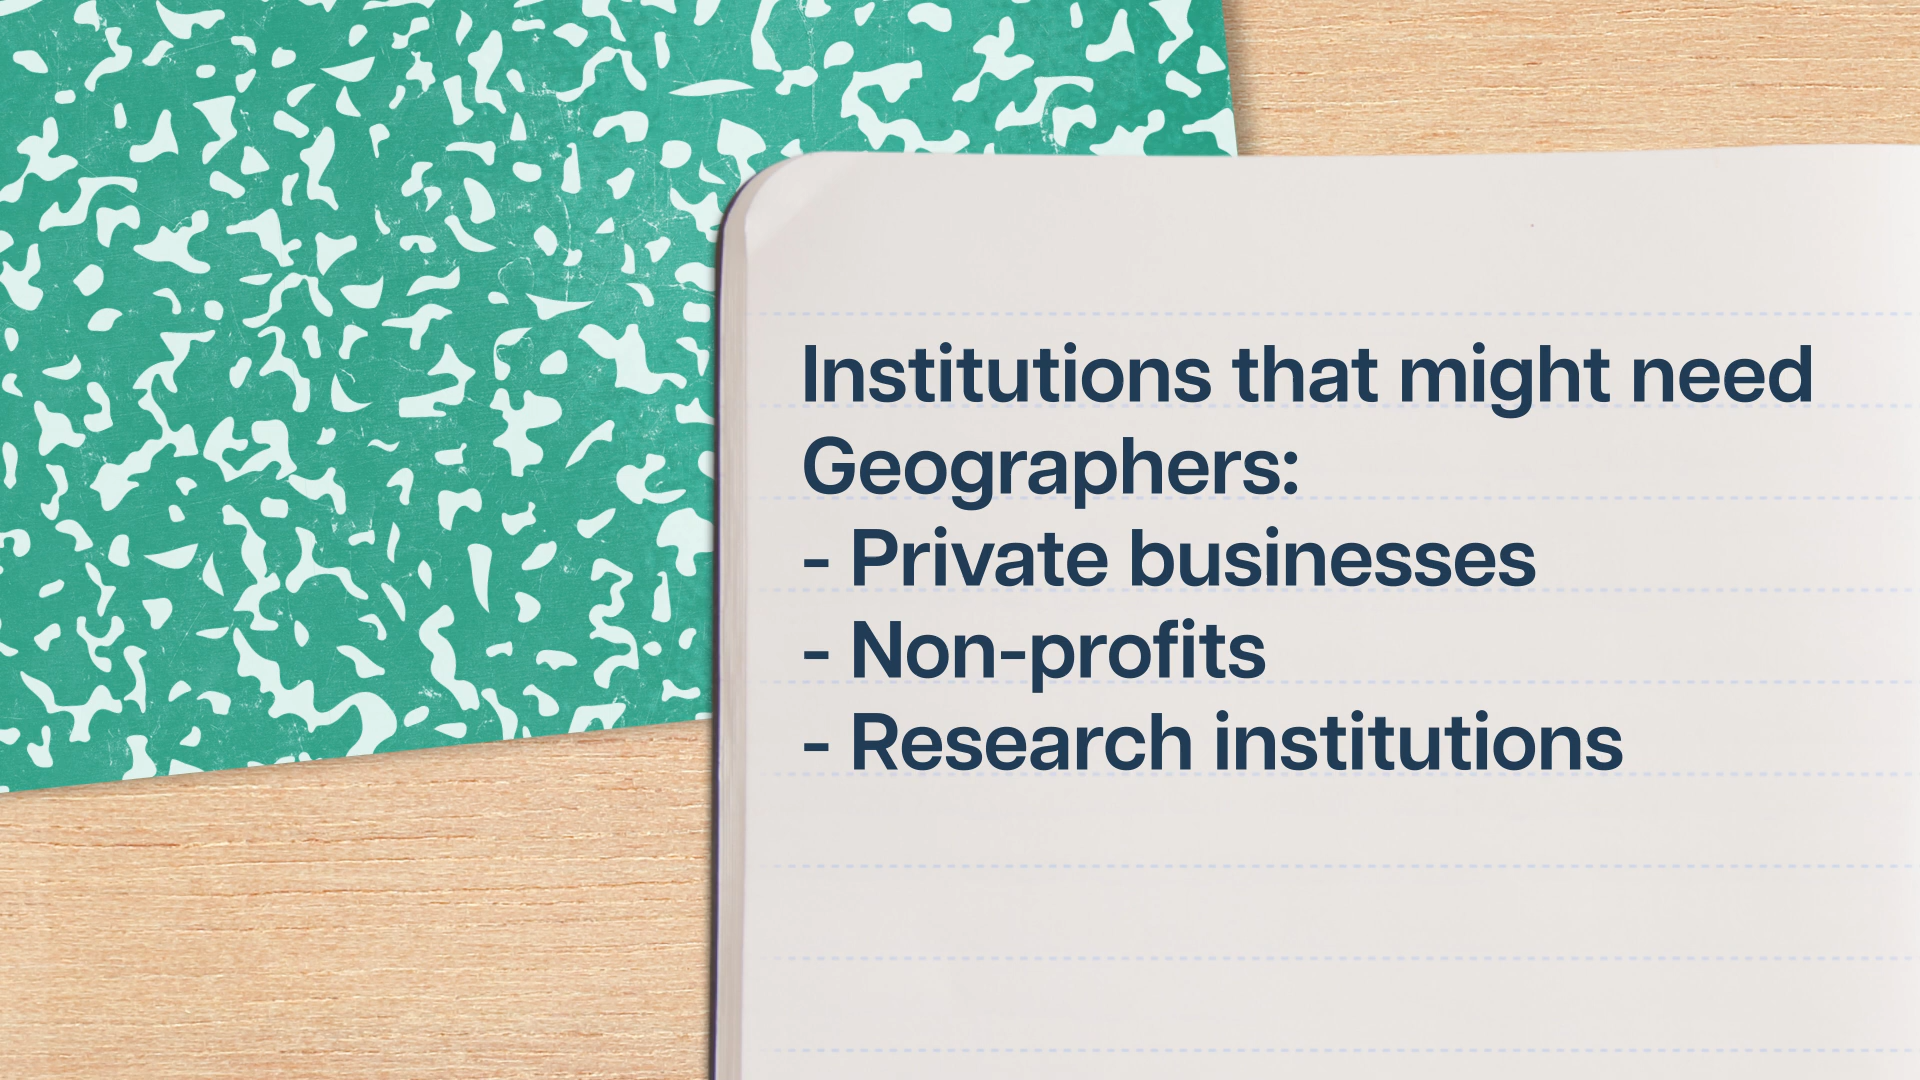 Institutions that might need
Geographers:
- Private businesses
- Non-profits
- Research institutions